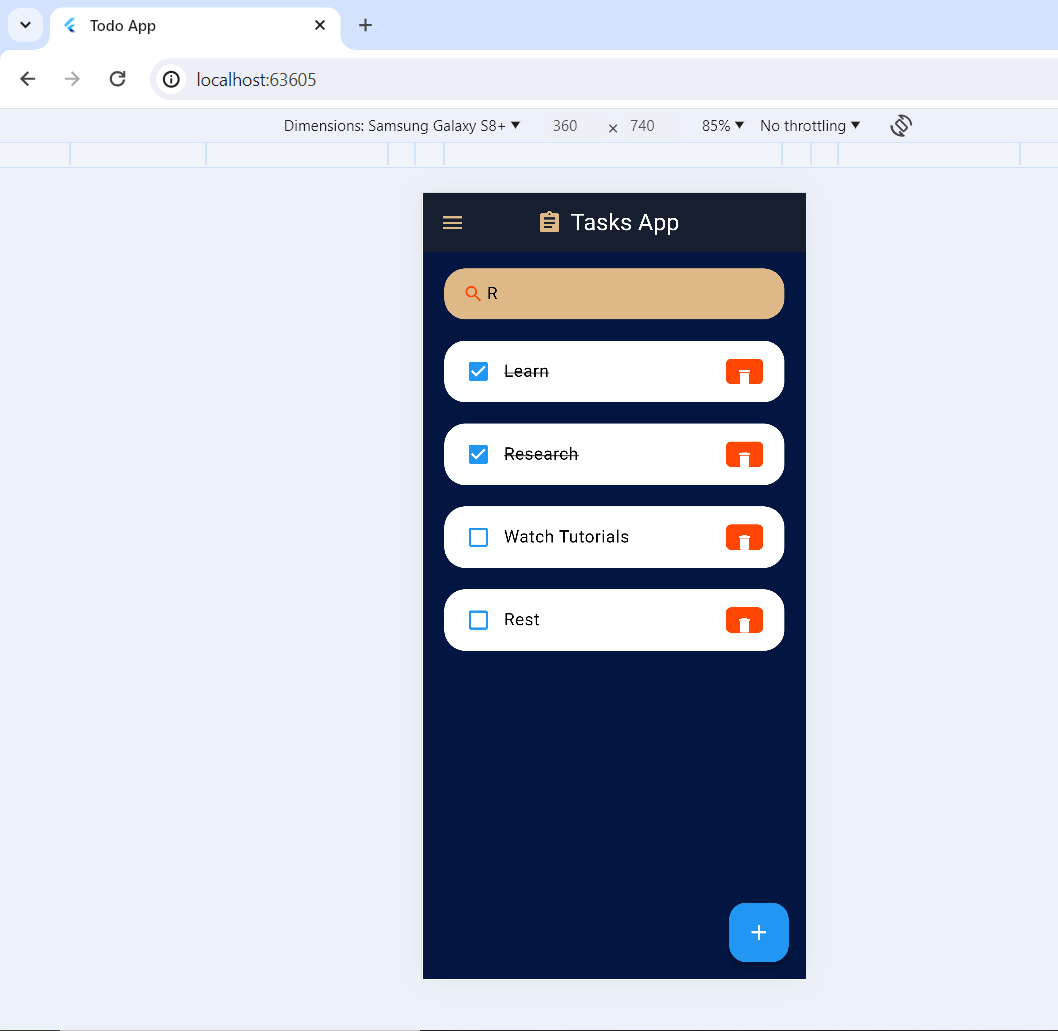 Todo App
localhost:63605
Dimensions: Samsung Galaxy S8+ 360 × 740 85% No throttling
Tasks App
R
Learn
Research
Watch Tutorials
Rest